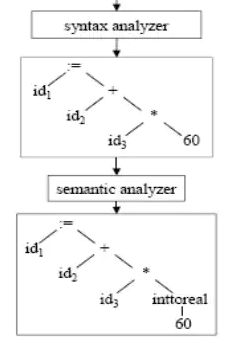 syntax analyzer
:=
id₁ +
id₂ *
id₃ 60
semantic analyzer
:=
id₁ +
id₂ *
id₃ inttoreal
60